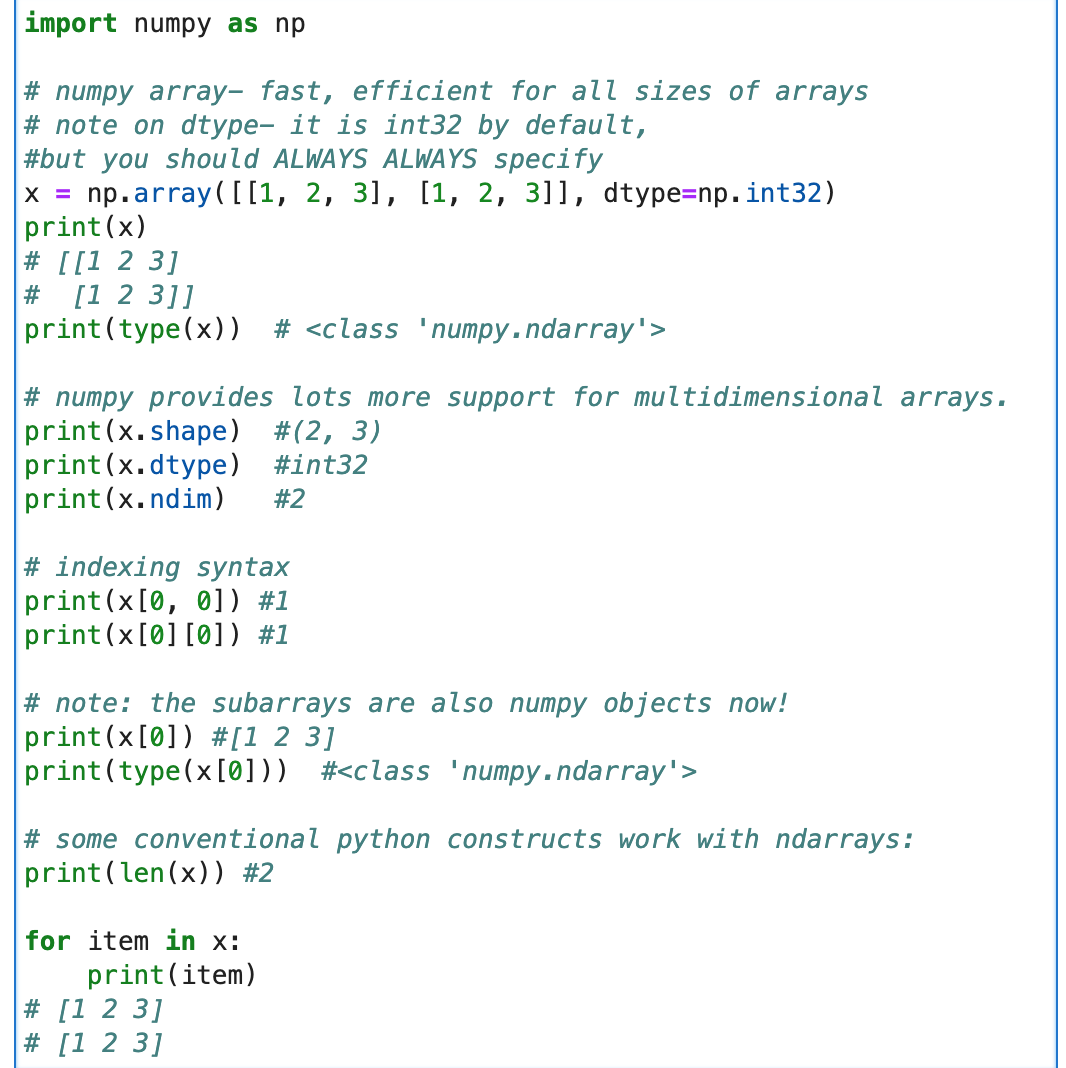 import numpy as np
# numpy array– fast, efficient for all sizes of arrays
# note on dtype– it is int32 by default,
#but you should ALWAYS ALWAYS specify
x = np.array([[1, 2, 3], [1, 2, 3]], dtype=np.int32)
print(x)
# [[1 2 3]
#  [1 2 3]]
print(type(x))  # <class 'numpy.ndarray'>
# numpy provides lots more support for multidimensional arrays.
print(x.shape)  #(2, 3)
print(x.dtype)  #int32
print(x.ndim)   #2
# indexing syntax
print(x[0, 0]) #1
print(x[0][0]) #1
# note: the subarrays are also numpy objects now!
print(x[0]) #[1 2 3]
print(type(x[0]))  #<class 'numpy.ndarray'>
# some conventional python constructs work with ndarrays:
print(len(x)) #2
for item in x:
    print(item)
# [1 2 3]
# [1 2 3]